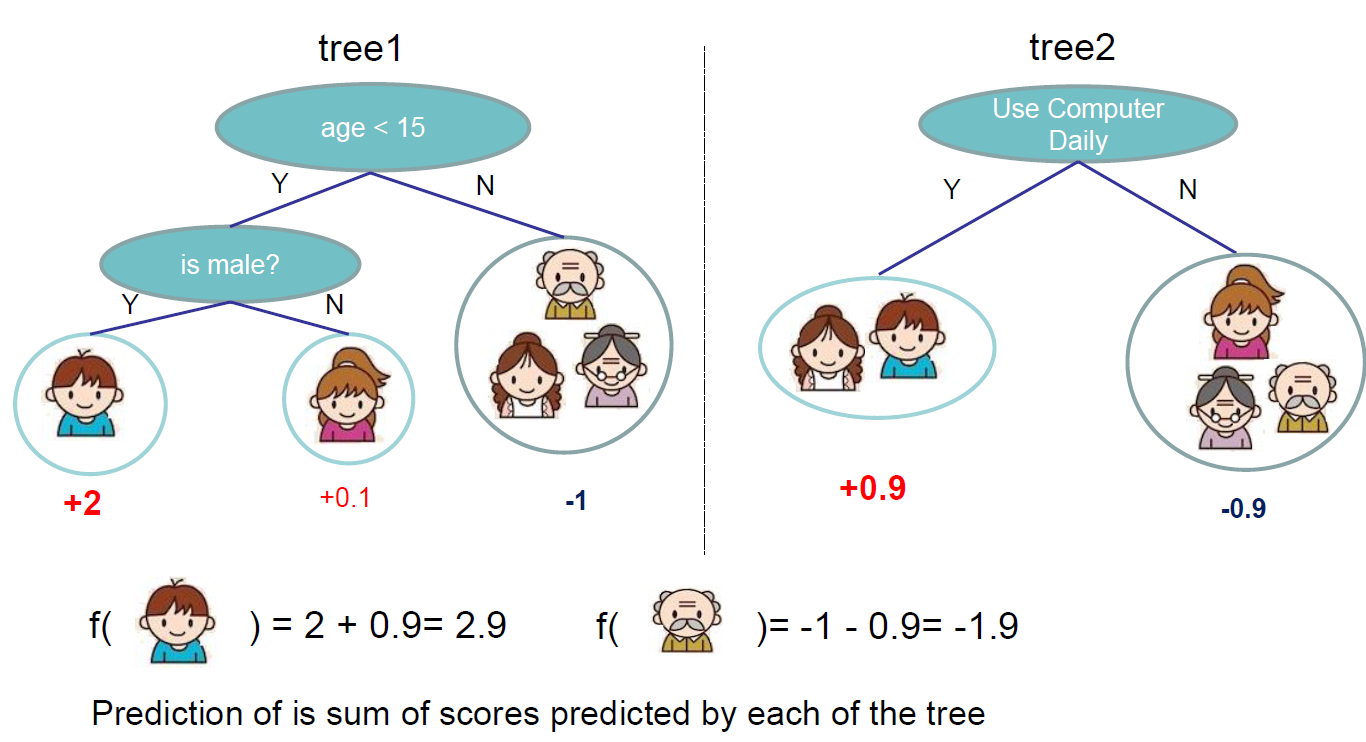 tree1
tree2
age < 15
Use Computer
Daily
Y
N
Y
N
is male?
Y
N
+2
+0.1
-1
+0.9
-0.9
f( ) = 2 + 0.9= 2.9
f( )= -1 - 0.9= -1.9
Prediction of is sum of scores predicted by each of the tree